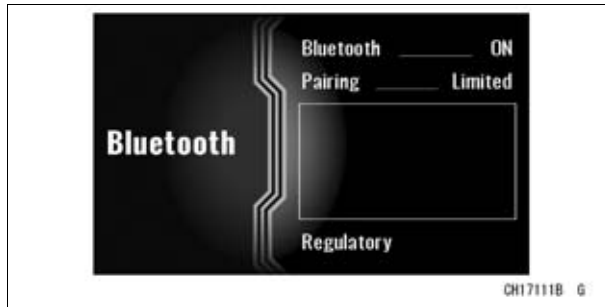 Bluetooth
Bluetooth ON
Pairing Limited
Regulatory
CH17111B G